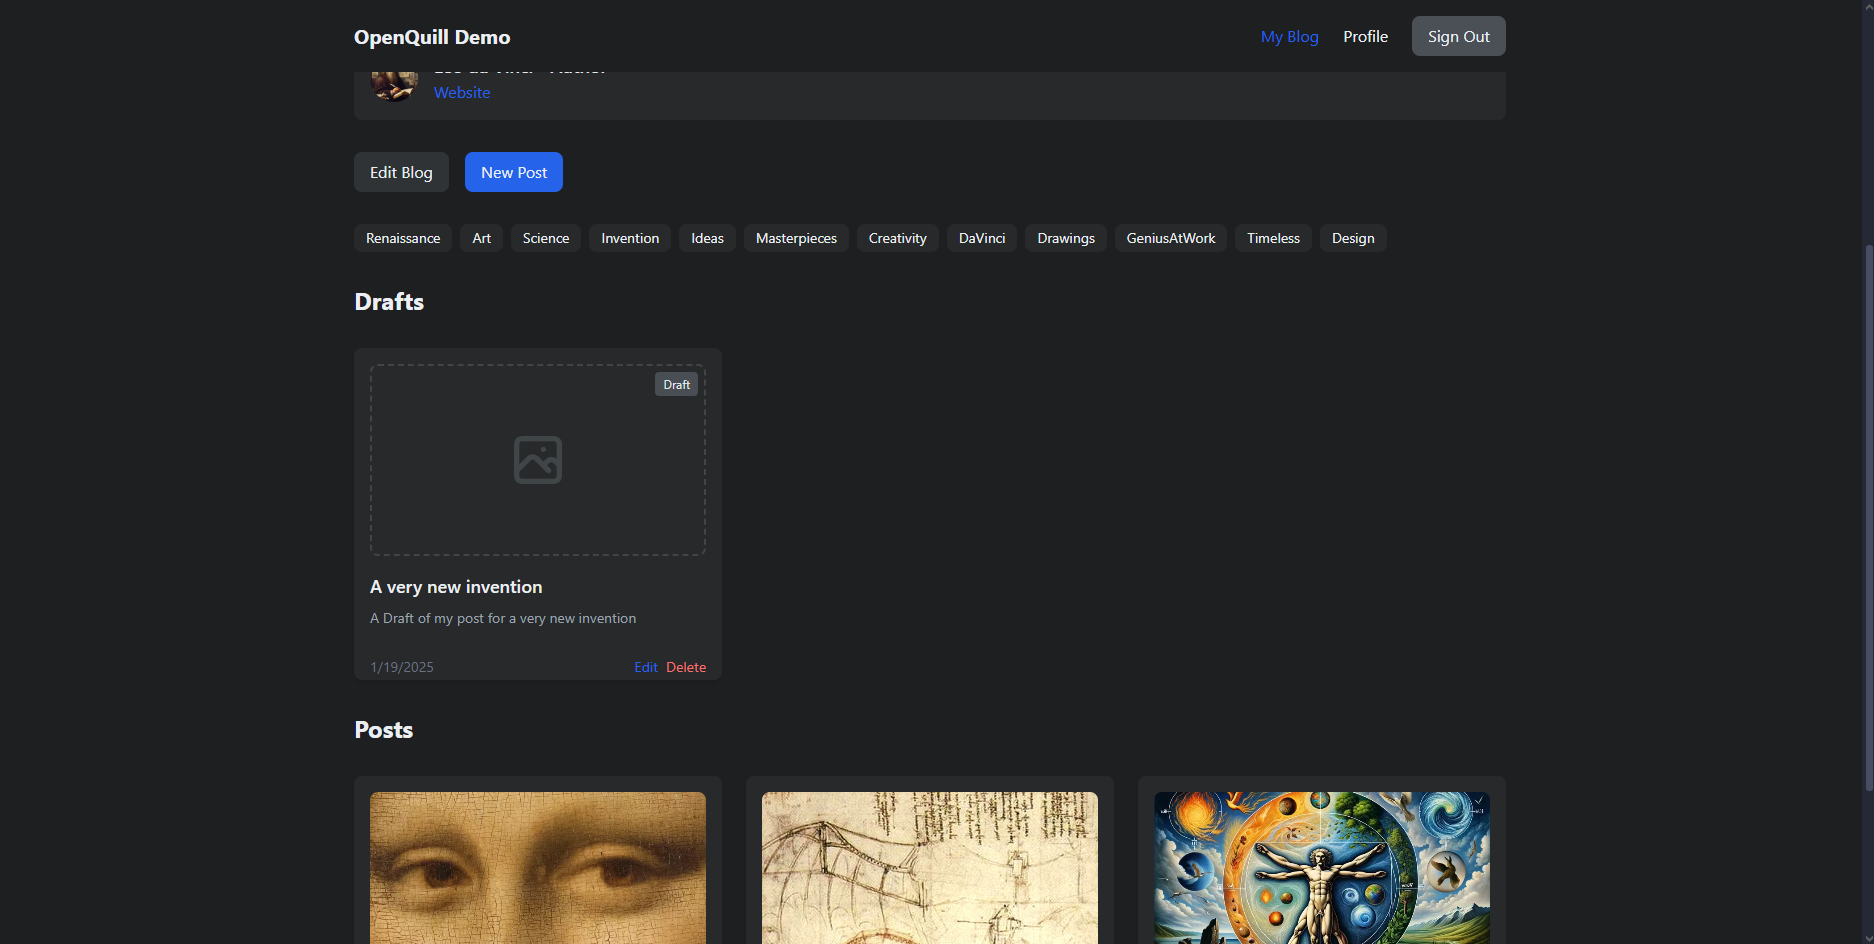 OpenQuill Demo
My Blog
Profile
Sign Out
Website
Edit Blog
New Post
Renaissance
Art
Science
Invention
Ideas
Masterpieces
Creativity
DaVinci
Drawings
GeniusAtWork
Timeless
Design
Drafts
Draft
A very new invention
A Draft of my post for a very new invention
1/19/2025
Edit
Delete
Posts